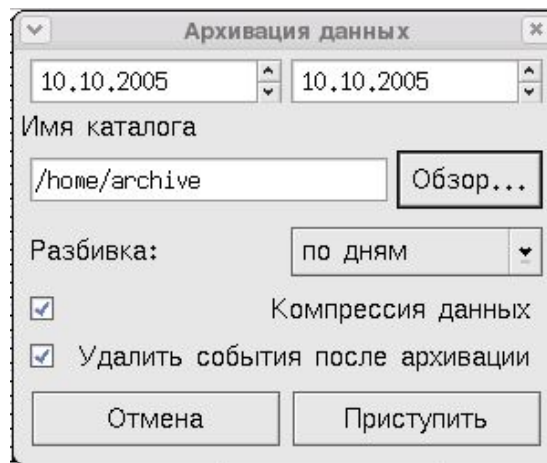 Архивация данных
10.10.2005 10.10.2005
Имя каталога
/home/archive Обзор...
Разбивка: по дням
Компрессия данных
Удалить события после архивации
Отмена Приступить